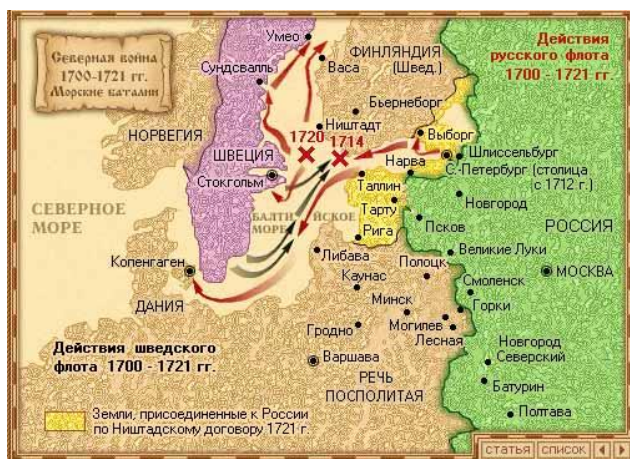 Северная война
1700-1721 гг.
Морские баталии
Действия
русского флота
1700 - 1721 гг.
Умео
ФИНЛЯНДИЯ
(Швед.)
Васа
Сундсвалль
Бьернеборг
НОРВЕГИЯ
Ништадт
Выборг
1720
1714
ШВЕЦИЯ
Шлиссельбург
Нарва
С.-Петербург (столица
с 1712 г.)
Стокгольм
Таллин
СЕВЕРНОЕ
МОРЕ
БАЛТИЙСКОЕ
МОРЕ
Тарту
Новгород
Псков
РОССИЯ
Рига
Великие Луки
Либава
Полоцк
Копенгаген
Каунас
МОСКВА
Смоленск
ДАНИЯ
Минск
Горки
Могилев
Гродно
Лесная
Действия шведского
флота 1700 - 1721 гг.
Новгород
Северский
Варшава
РЕЧЬ
ПОСПОЛИТАЯ
Батурин
Полтава
Земли, присоединенные к России
по Ништадскому договору 1721 г.
статья список